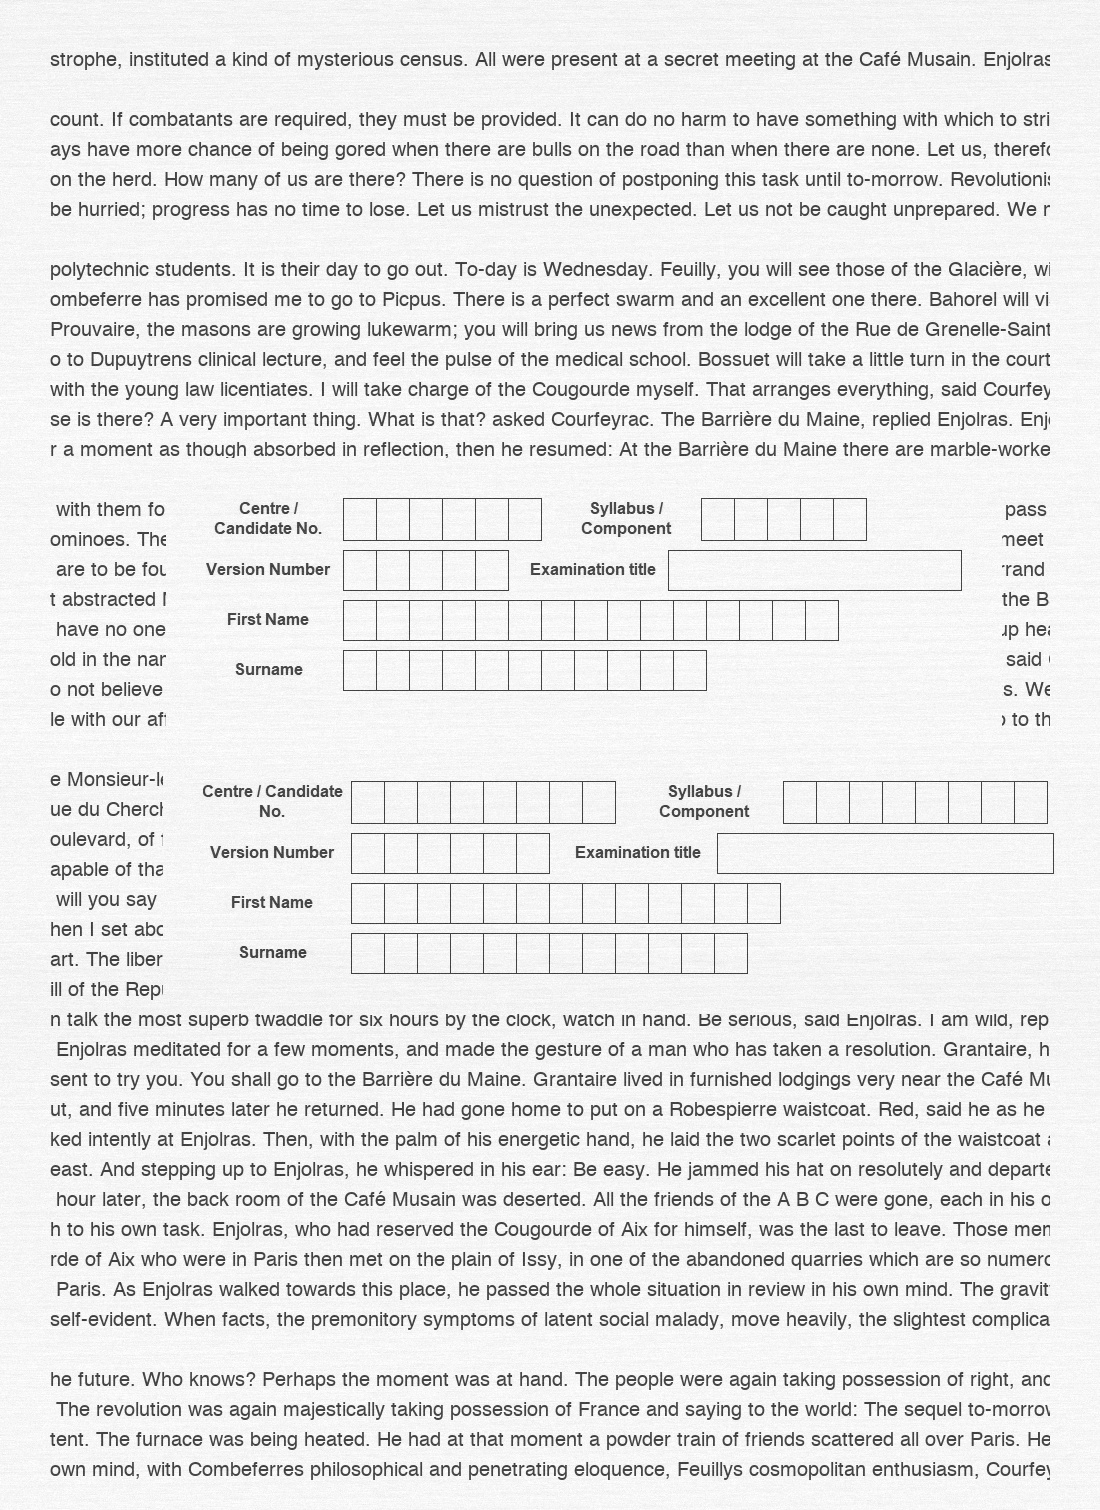 strophe, instituted a kind of mysterious census. All were present at a secret meeting at the Café Musain. Enjolras
count. If combatants are required, they must be provided. It can do no harm to have something with which to stri
ays have more chance of being gored when there are bulls on the road than when there are none. Let us, therefo
on the herd. How many of us are there? There is no question of postponing this task until to-morrow. Revolutionis
be hurried; progress has no time to lose. Let us mistrust the unexpected. Let us not be caught unprepared. We
polytechnic students. It is their day to go out. To-day is Wednesday. Feuilly, you will see those of the Glacière, wi
ombeferre has promised me to go to Picpus. There is a perfect swarm and an excellent one there. Bahorel will vi
Prouvaire, the masons are growing lukewarm; you will bring us news from the lodge of the Rue de Grenelle-Saint
o to Dupuytrens clinical lecture, and feel the pulse of the medical school. Bossuet will take a little turn in the court
with the young law licentiates. I will take charge of the Cougourde myself. That arranges everything, said Courfey
se is there? A very important thing. What is that? asked Courfeyrac. The Barrière du Maine, replied Enjolras. Enj
r a moment as though absorbed in reflection, then he resumed: At the Barrière du Maine there are marble-worke
with them fo Centre / Candidate No. Syllabus / Component pass
ominoes. The meet
are to be fou Version Number Examination title rrand
t abstracted the B
have no one First Name up hea
old in the nar Surname said
o not believe s. We
le with our af to th
e Monsieur-le Centre / Candidate No. Syllabus / Component
ue du Cherch
oulevard, of Version Number Examination title
apable of tha
will you say First Name
hen I set abo
art. The liber Surname
ill of the Repu
n talk the most superb twaddle for six hours by the clock, watch in hand. Be serious, said Enjolras. I am wild, rep
Enjolras meditated for a few moments, and made the gesture of a man who has taken a resolution. Grantaire, h
sent to try you. You shall go to the Barrière du Maine. Grantaire lived in furnished lodgings very near the Café Mu
ut, and five minutes later he returned. He had gone home to put on a Robespierre waistcoat. Red, said he as he
ked intently at Enjolras. Then, with the palm of his energetic hand, he laid the two scarlet points of the waistcoat a
east. And stepping up to Enjolras, he whispered in his ear: Be easy. He jammed his hat on resolutely and departe
hour later, the back room of the Café Musain was deserted. All the friends of the A B C were gone, each in his o
h to his own task. Enjolras, who had reserved the Cougourde of Aix for himself, was the last to leave. Those mem
rde of Aix who were in Paris then met on the plain of Issy, in one of the abandoned quarries which are so numero
Paris. As Enjolras walked towards this place, he passed the whole situation in review in his own mind. The gravit
self-evident. When facts, the premonitory symptoms of latent social malady, move heavily, the slightest complica
he future. Who knows? Perhaps the moment was at hand. The people were again taking possession of right, and
The revolution was again majestically taking possession of France and saying to the world: The sequel to-morrow
tent. The furnace was being heated. He had at that moment a powder train of friends scattered all over Paris. He
own mind, with Combeferres philosophical and penetrating eloquence, Feuillys cosmopolitan enthusiasm, Courfey